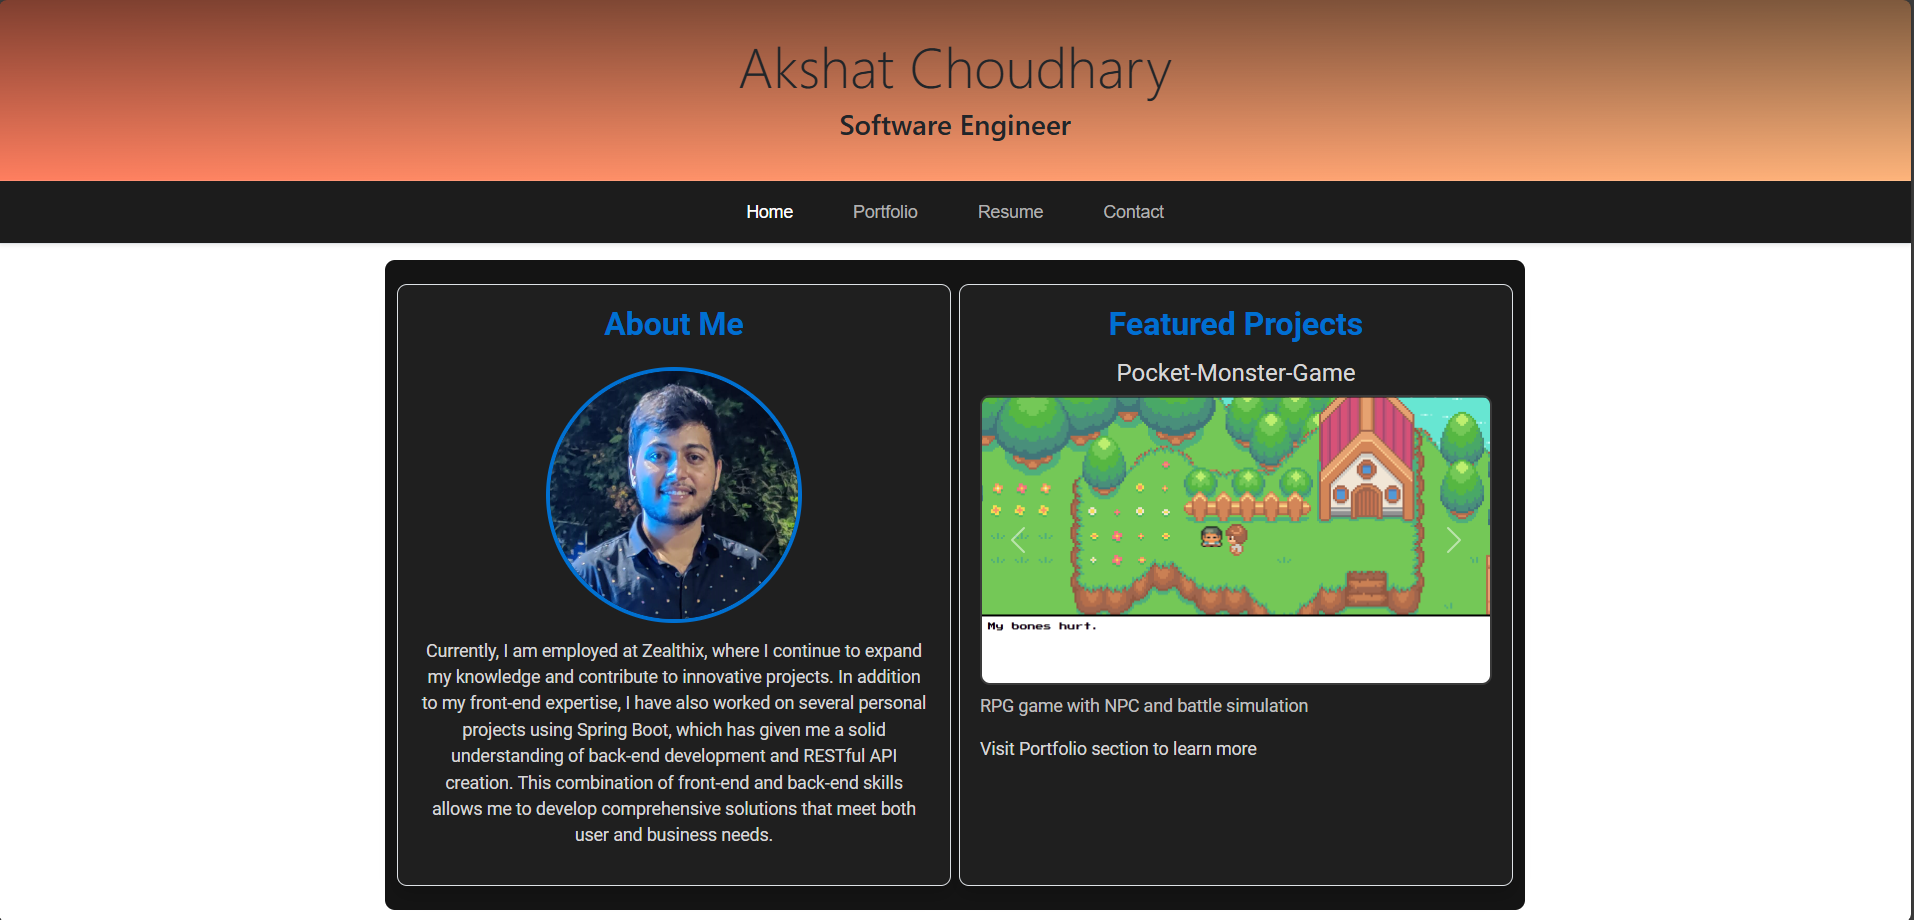 Akshat Choudhary
Software Engineer
Home Portfolio Resume Contact
About Me
Currently, I am employed at Zealthix, where I continue to expand
my knowledge and contribute to innovative projects. In addition
to my front-end expertise, I have also worked on several personal
projects using Spring Boot, which has given me a solid
understanding of back-end development and RESTful API
creation. This combination of front-end and back-end skills
allows me to develop comprehensive solutions that meet both
user and business needs.
Featured Projects
Pocket-Monster-Game
My bones hurt.
RPG game with NPC and battle simulation
Visit Portfolio section to learn more